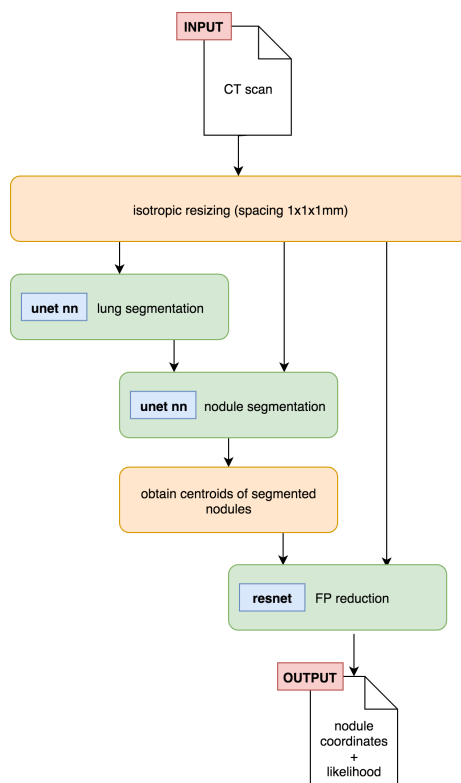 INPUT
CT scan
isotropic resizing (spacing 1x1x1mm)
unet nn lung segmentation
unet nn nodule segmentation
obtain centroids of segmented
nodules
resnet FP reduction
OUTPUT
nodule
coordinates
+
likelihood